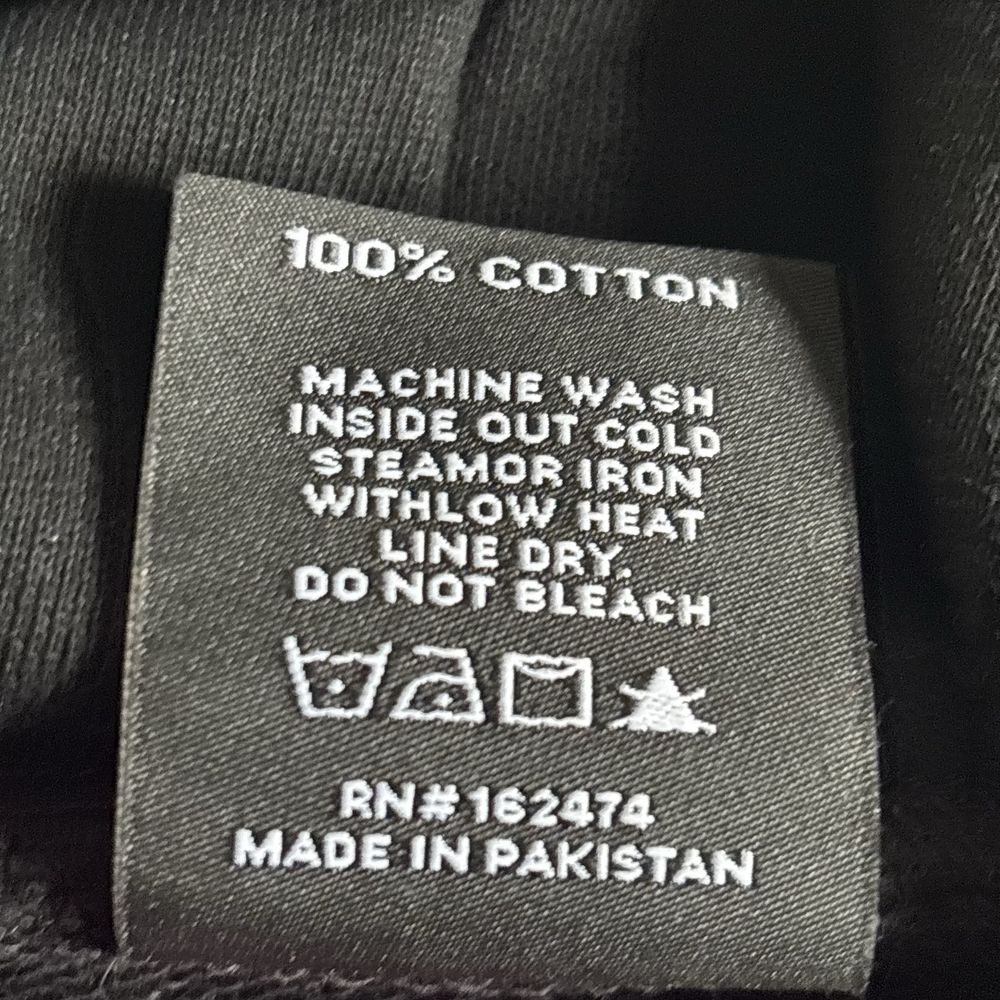 100% COTTON
MACHINE WASH
INSIDE OUT COLD
STEAMOR IRON
WITHLOW HEAT
LINE DRY.
DO NOT BLEACH
RN#162474
MADE IN PAKISTAN